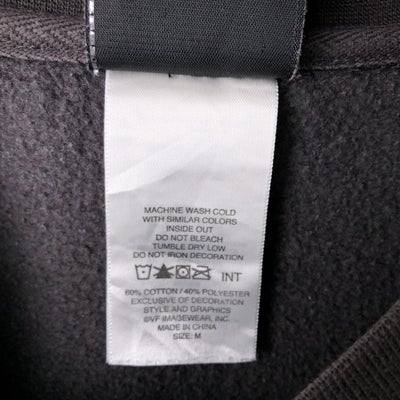 MACHINE WASH COLD
WITH SIMILAR COLORS
INSIDE OUT
DO NOT BLEACH
TUMBLE DRY LOW
DO NOT IRON DECORATION
INT
60% COTTON / 40% POLYESTER
EXCLUSIVE OF DECORATION
STYLE AND GRAPHICS
©VF IMAGEWEAR, INC.
MADE IN CHINA
SIZE: M